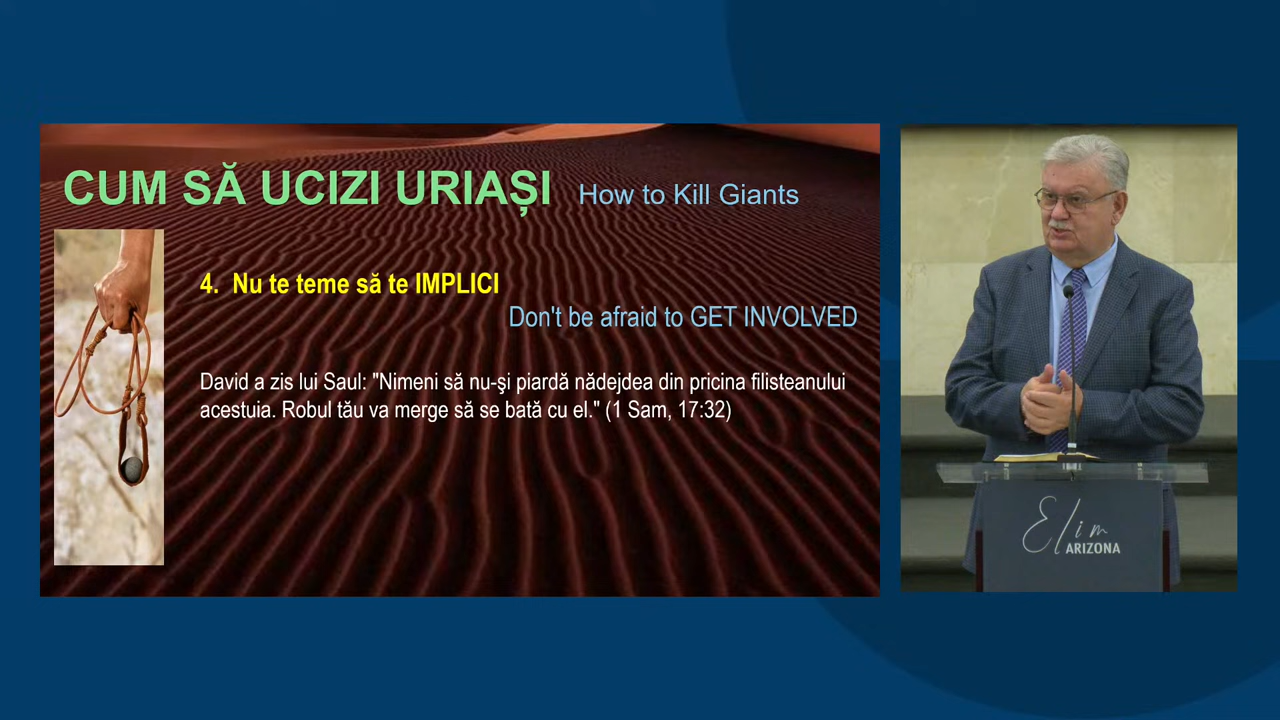 CUM SĂ UCIZI URIAȘI How to Kill Giants
4. Nu te teme să te IMPLICI
Don't be afraid to GET INVOLVED
David a zis lui Saul: "Nimeni să nu-şi piardă nădejdea din pricina filisteanului
acestuia. Robul tău va merge să se bată cu el." (1 Sam, 17:32)
Elim
ARIZONA